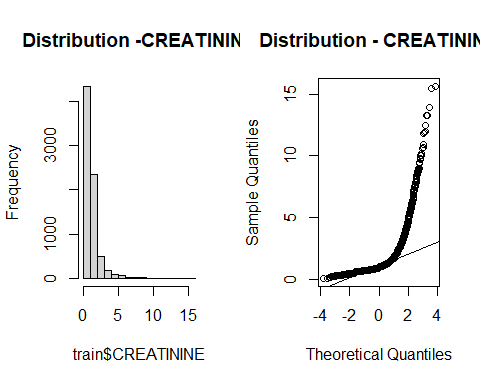 Distribution -CREATININ
Frequency
0
1000
3000
0
5
10
15
train$CREATININE
Distribution - CREATININ
Sample Quantiles
0
5
10
15
-4
-2
0
2
4
Theoretical Quantiles